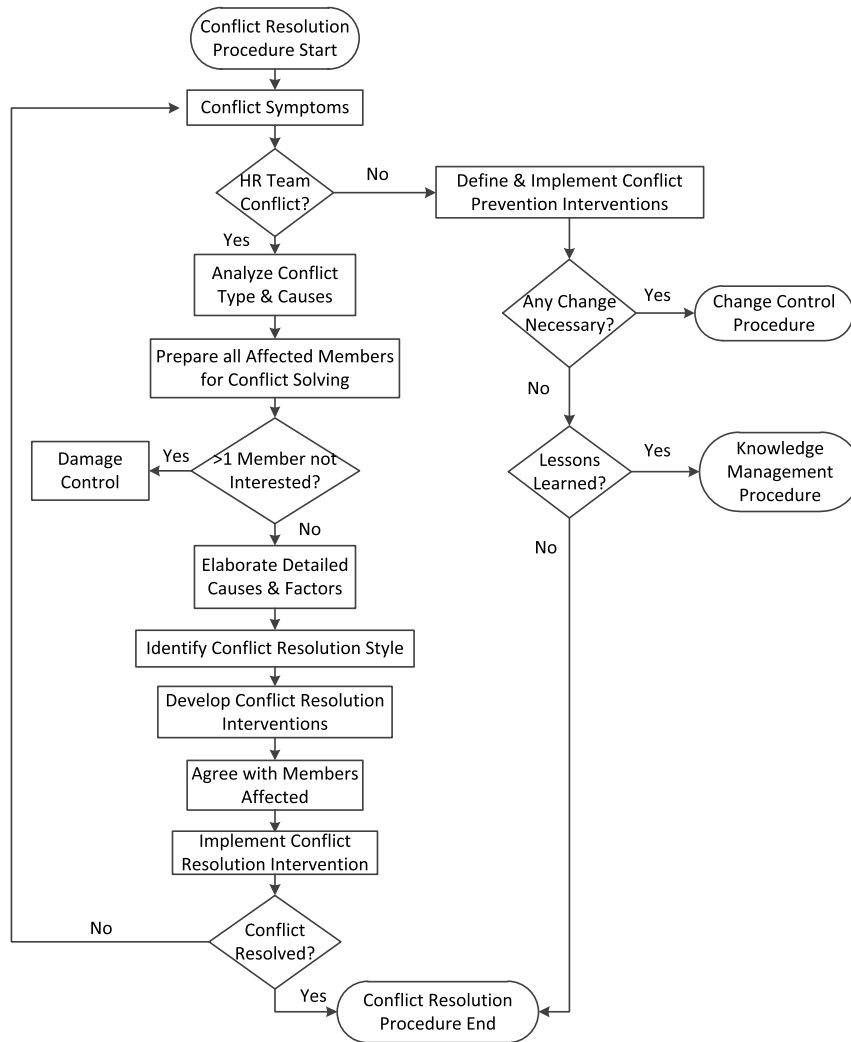 Conflict Resolution
Procedure Start
Conflict Symptoms
HR Team
Conflict?
No
Define & Implement Conflict
Prevention Interventions
Yes
Analyze Conflict
Type & Causes
Any Change
Necessary?
Yes
Change Control
Procedure
Prepare all Affected Members
for Conflict Solving
No
Damage
Control
Yes
>1 Member not
Interested?
Lessons
Learned?
Yes
Knowledge
Management
Procedure
No
No
Elaborate Detailed
Causes & Factors
Identify Conflict Resolution Style
Develop Conflict Resolution
Interventions
Agree with Members
Affected
Implement Conflict
Resolution Intervention
No
Conflict
Resolved?
Yes
Conflict Resolution
Procedure End